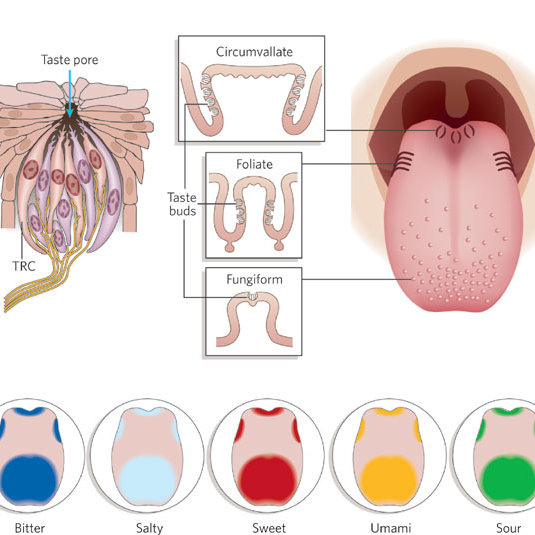 Taste pore
Circumvallate
Foliate
Taste
buds
TRC
Fungiform
Bitter
Salty
Sweet
Umami
Sour